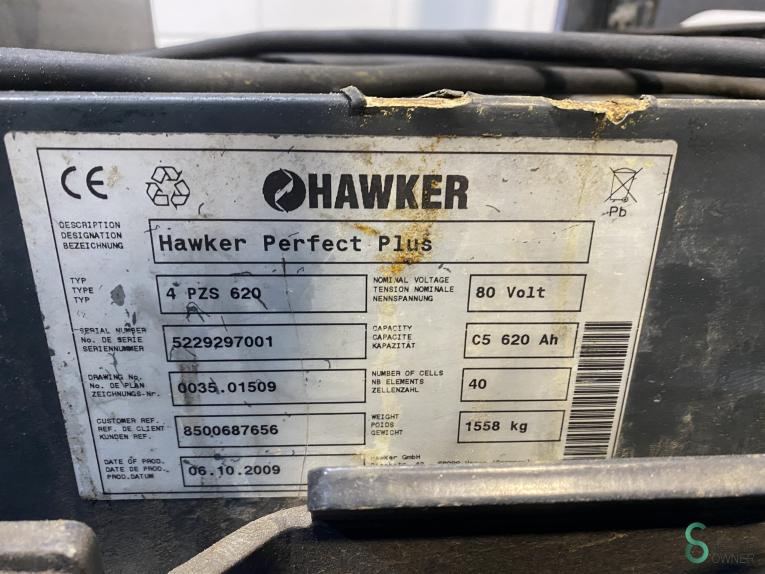 CE
HAWKER
Pb
DESCRIPTION
DESIGNATION
BEZEICHNUNG
Hawker Perfect Plus
TYP
TYPE
TYP
4 PZS 620
NOMINAL VOLTAGE
TENSION NOMINALE
NENNSPANNUNG
80 Volt
SERIAL NUMBER
No. DE SERIE
SERIENNUMMER
5229297001
CAPACITY
CAPACITE
KAPAZITÄT
C5 620 Ah
DRAWING No.
No. DE PLAN
ZEICHNUNGS-Nr.
0035.01509
NUMBER OF CELLS
NB ELEMENTS
ZELLENZAHL
40
CUSTOMER REF.
REF. DE CLIENT
KUNDEN REF.
8500687656
WEIGHT
POIDS
GEWICHT
1558 kg
DATE OF PROD.
DATE DE PROD.
PROD.DATUM
06.10.2009
Hawker GmbH
OWNER